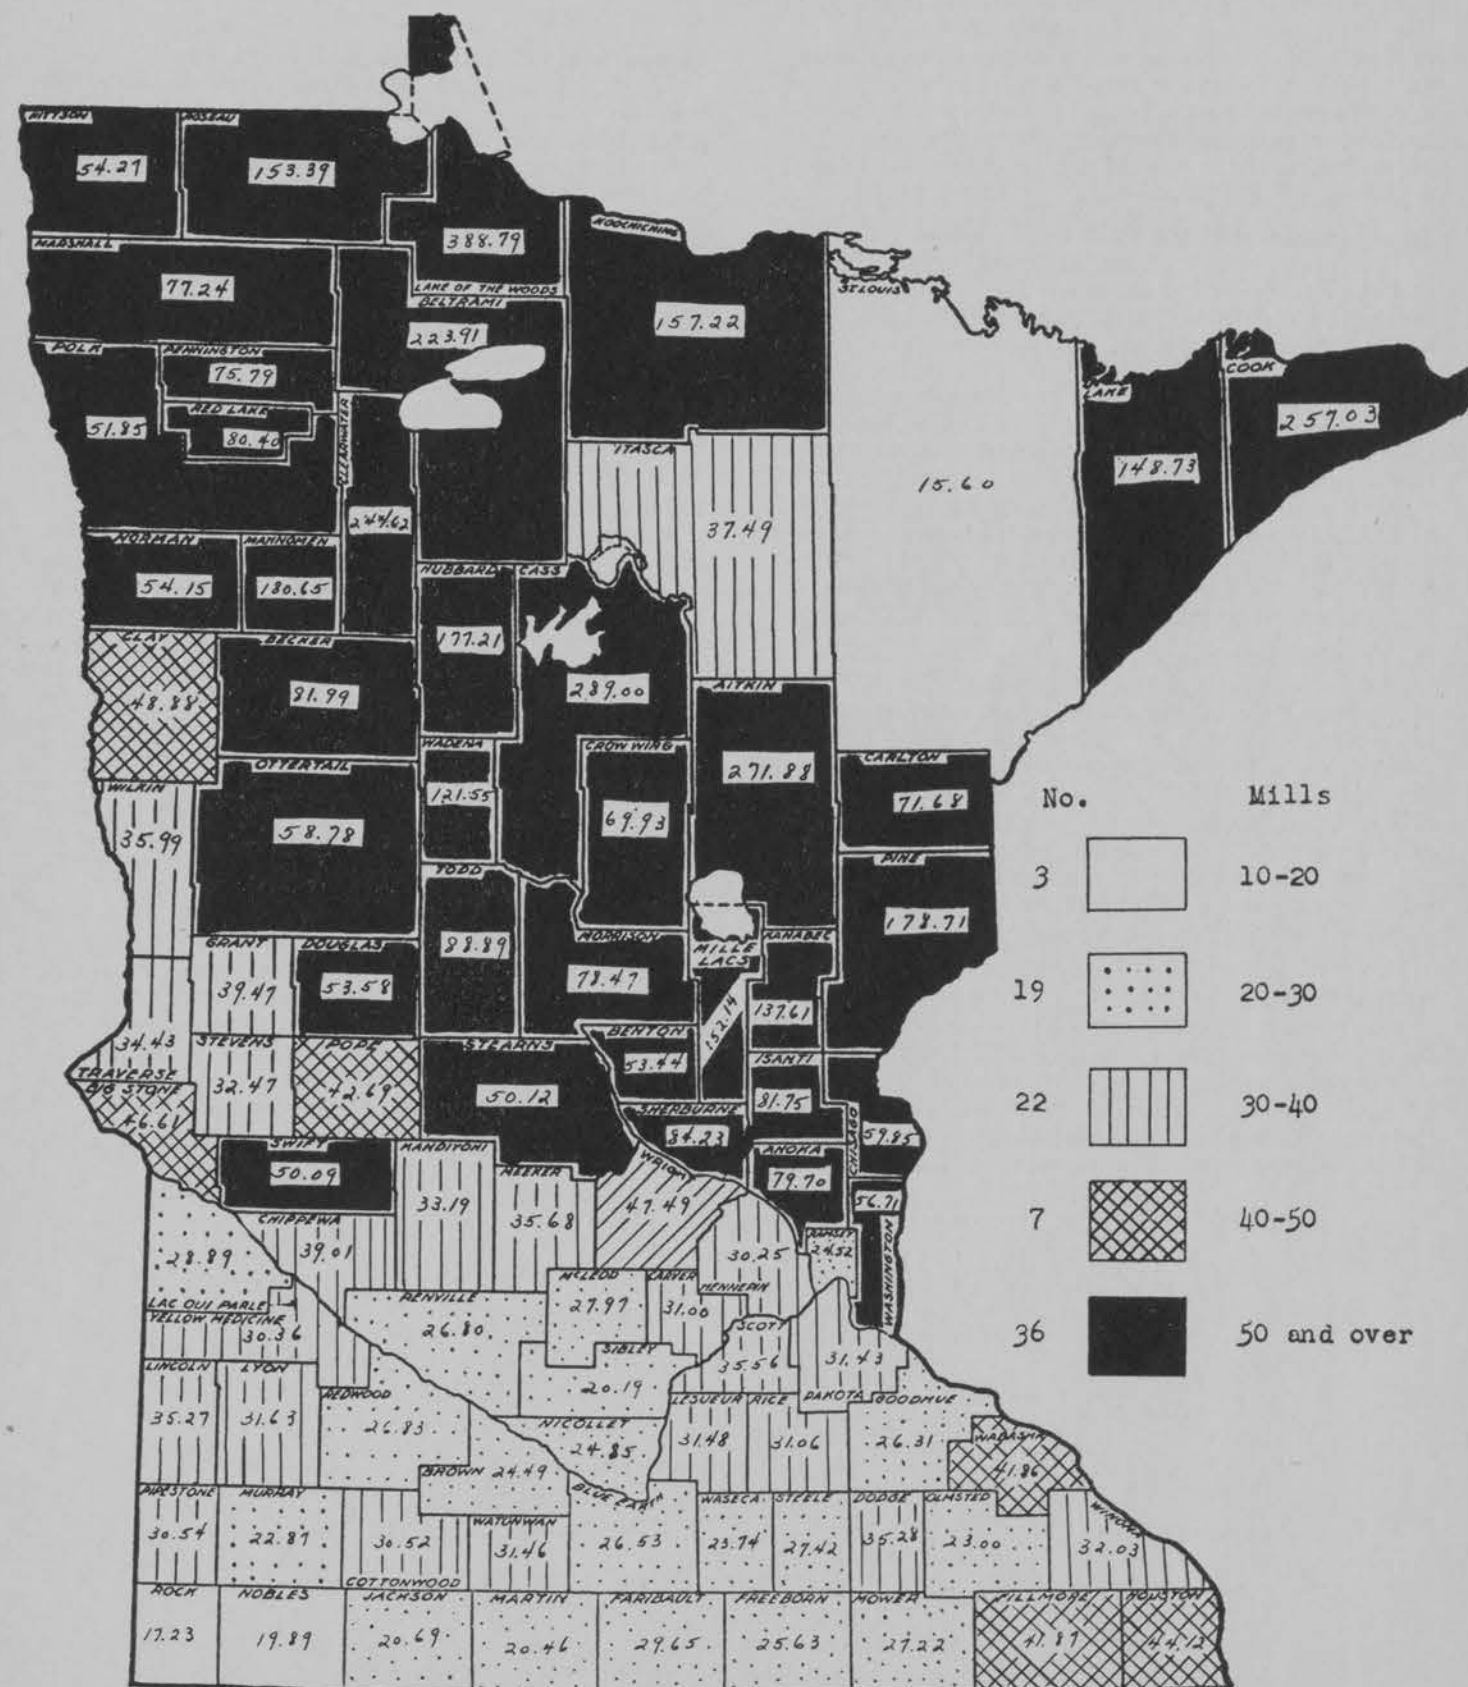 KITTSON
54.27
ROSEAU
153.39
388.79
LAKE OF THE WOODS
KOOCHICHING
157.22
MARSHALL
77.24
BELTRAMI
223.91
ST. LOUIS
15.60
LAKE
148.73
COOK
257.03
POLK
51.85
PENNINGTON
75.79
RED LAKE
80.40
CLEARWATER
244.62
ITASCA
37.49
NORMAN
54.15
MAHNOMEN
180.65
HUBBARD
177.21
CASS
289.00
CLAY
48.88
BECKER
81.99
AITKIN
271.88
WADENA
121.55
CROW WING
69.93
CARLTON
71.68
OTTERTAIL
58.78
WILKIN
35.99
TODD
88.89
PINE
178.71
GRANT
39.47
DOUGLAS
53.58
MORRISON
78.47
MILLE
LACS
152.14
KANABEC
137.61
34.43
TRAVERSE
STEVENS
32.47
POPE
42.69
STEARNS
50.12
BENTON
53.44
ISANTI
81.75
BIG STONE
46.61
SHERBURNE
84.23
CHISAGO
59.85
SWIFT
50.09
KANDIYOHI
33.19
MEEKER
35.68
WRIGHT
47.49
ANOKA
79.70
56.71
WASHINGTON
CHIPPEWA
39.01
28.89
LAC QUI PARLE
30.25
HENNEPIN
RAMSEY
24.52
RENVILLE
26.80
McLEOD
27.97
CARVER
31.00
YELLOW MEDICINE
30.36
SCOTT
35.56
SIBLEY
20.19
31.43
DAKOTA
LINCOLN
35.27
LYON
31.63
REDWOOD
26.83
NICOLLET
24.85
LESUEUR
31.48
RICE
31.06
GOODHUE
26.31
WABASHA
41.86
BROWN 24.49
BLUE EARTH
26.53
PIPESTONE
30.54
MURRAY
22.87
30.52
COTTONWOOD
WATONWAN
31.46
WASECA
23.74
STEELE
27.42
DODGE
35.28
OLMSTED
23.00
WINONA
32.03
ROCK
17.23
NOBLES
19.89
JACKSON
20.69
MARTIN
20.46
FARIBAULT
29.65
FREEBORN
25.63
MOWER
27.22
FILLMORE
41.87
HOUSTON
44.12
No. Mills
3 10-20
19 20-30
22 30-40
7 40-50
36 50 and over